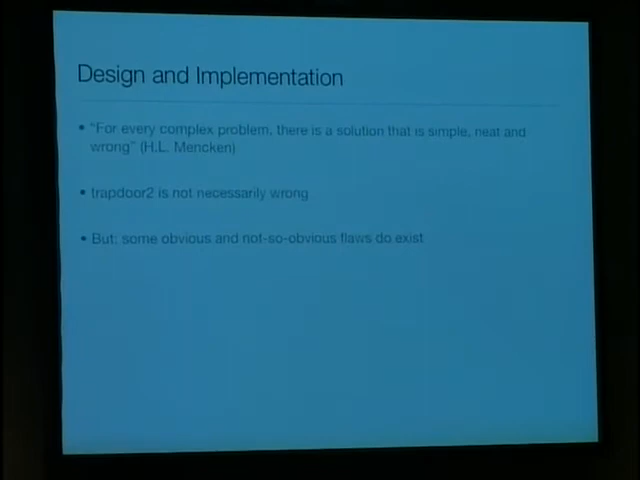 Design and Implementation
• "For every complex problem, there is a solution that is simple, neat and
wrong" (H.L. Mencken)
• trapdoor2 is not necessarily wrong
• But: some obvious and not-so-obvious flaws do exist